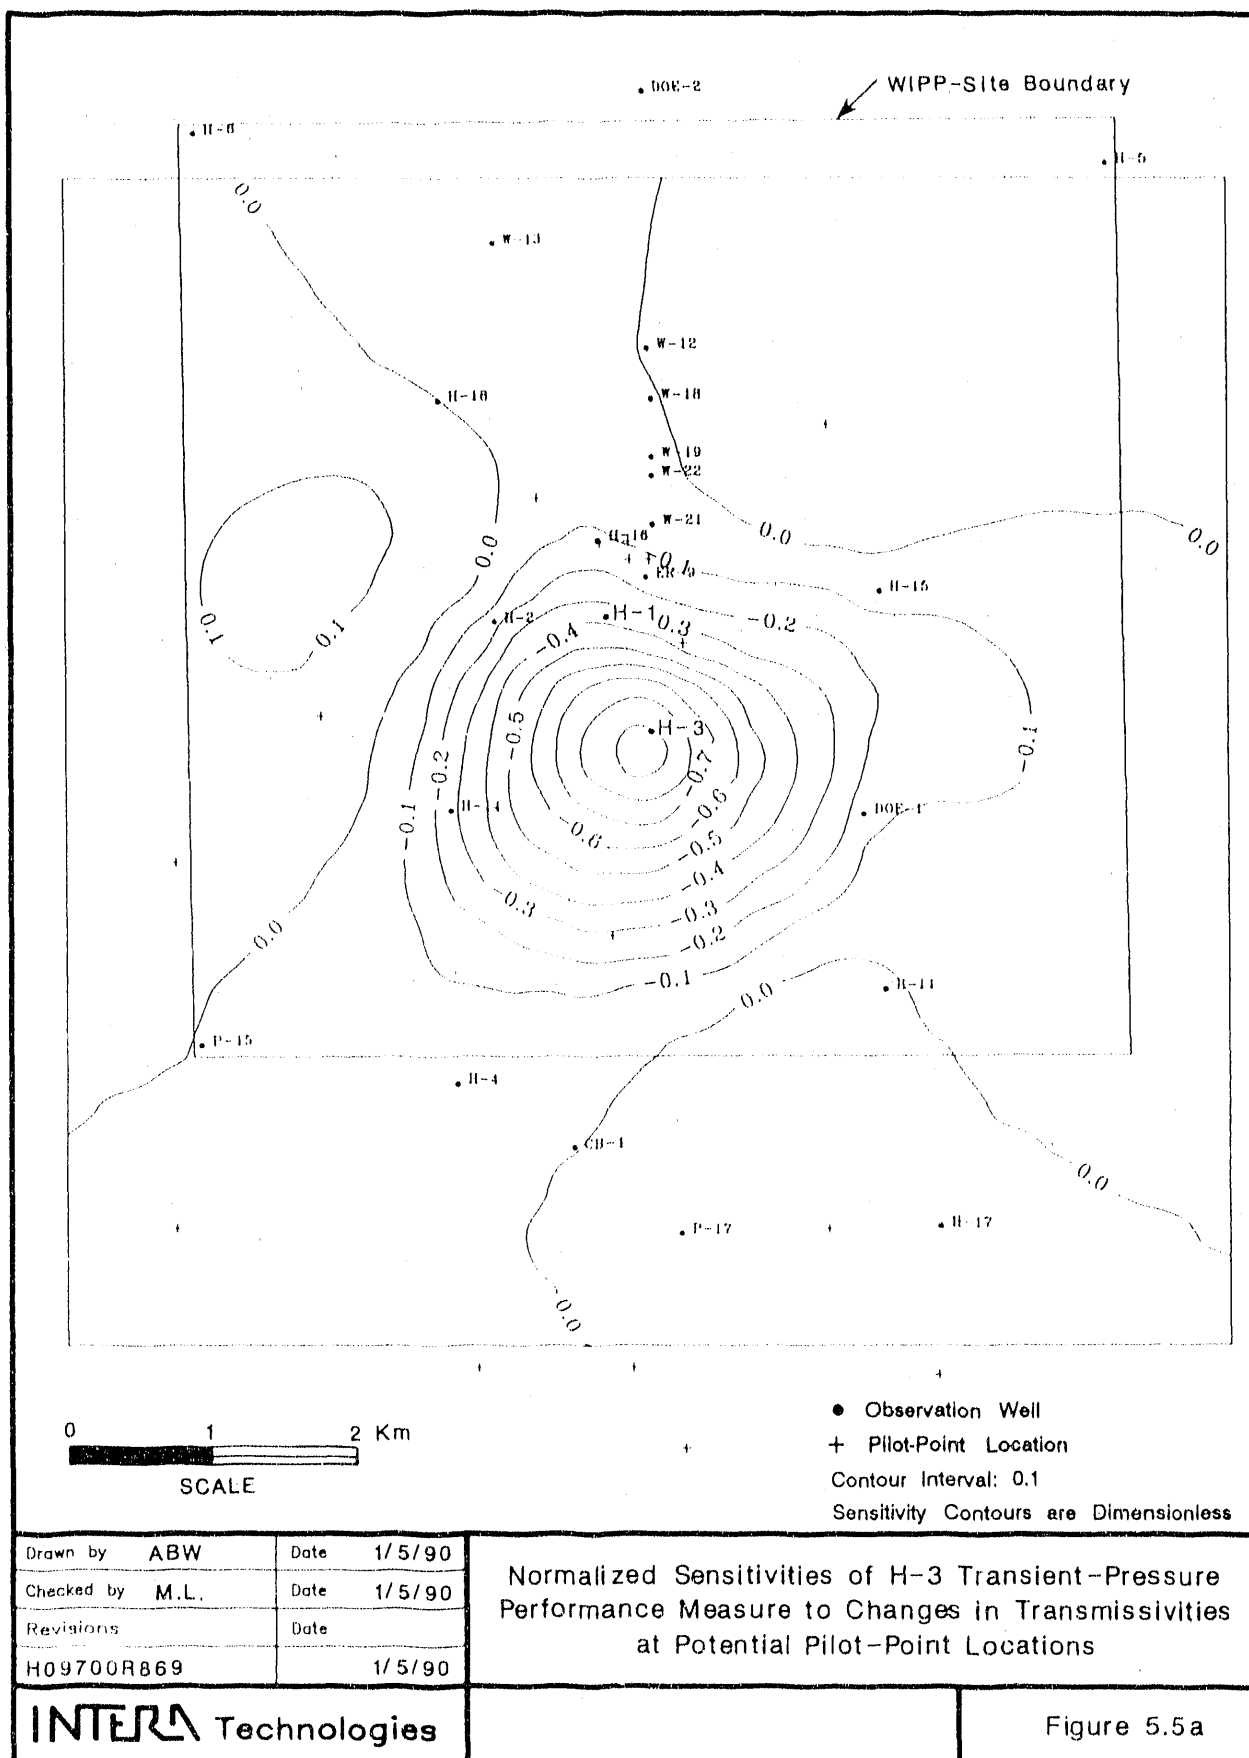 DOE-2
WIPP-Site Boundary
H-6
H-5
0.0
W-13
W-12
H-18
W-18
W-19
W-22
W-21
0.0
0.0
0.0
H-16
ER-9
H-15
H-2
H-1
0.3
-0.2
-0.4
0.1
0.1
-0.5
H-3
-0.1
-0.2
-0.7
-0.1
H-14
-0.6
DOE-1
-0.6
-0.5
-0.4
-0.3
-0.3
-0.2
0.0
-0.1
0.0
H-11
P-15
H-4
CB-1
0.0
P-17
H-17
0.0
0 1 2 Km
SCALE
● Observation Well
+ Pilot-Point Location
Contour Interval: 0.1
Sensitivity Contours are Dimensionless
Drawn by ABW Date 1/5/90
Checked by M.L. Date 1/5/90
Revisions Date
H09700R869 1/5/90
Normalized Sensitivities of H-3 Transient-Pressure
Performance Measure to Changes in Transmissivities
at Potential Pilot-Point Locations
INTERA Technologies
Figure 5.5a